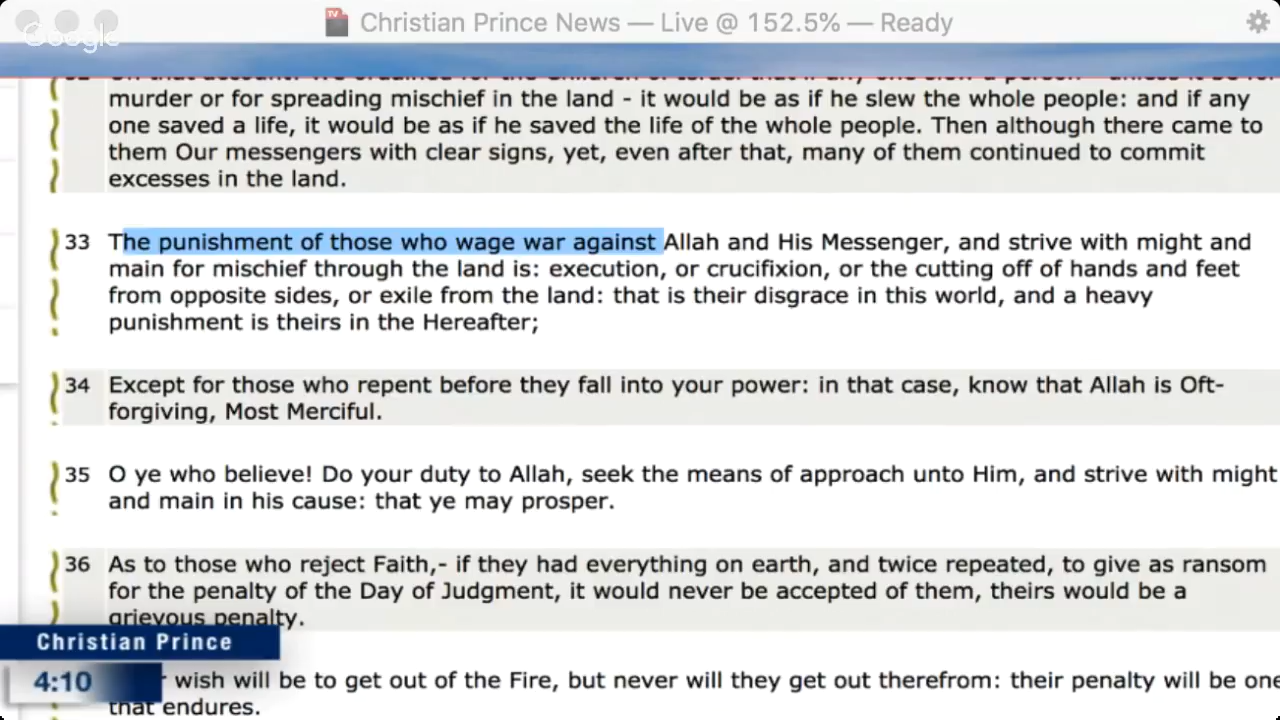 Christian Prince News — Live @ 152.5% — Ready
Google
murder or for spreading mischief in the land - it would be as if he slew the whole people: and if any
one saved a life, it would be as if he saved the life of the whole people. Then although there came to
them Our messengers with clear signs, yet, even after that, many of them continued to commit
excesses in the land.
33 The punishment of those who wage war against Allah and His Messenger, and strive with might and
main for mischief through the land is: execution, or crucifixion, or the cutting off of hands and feet
from opposite sides, or exile from the land: that is their disgrace in this world, and a heavy
punishment is theirs in the Hereafter;
34 Except for those who repent before they fall into your power: in that case, know that Allah is Oft-
forgiving, Most Merciful.
35 O ye who believe! Do your duty to Allah, seek the means of approach unto Him, and strive with might
and main in his cause: that ye may prosper.
36 As to those who reject Faith,- if they had everything on earth, and twice repeated, to give as ransom
for the penalty of the Day of Judgment, it would never be accepted of them, theirs would be a
grievous penalty.
Christian Prince
4:10
wish will be to get out of the Fire, but never will they get out therefrom: their penalty will be one
that endures.